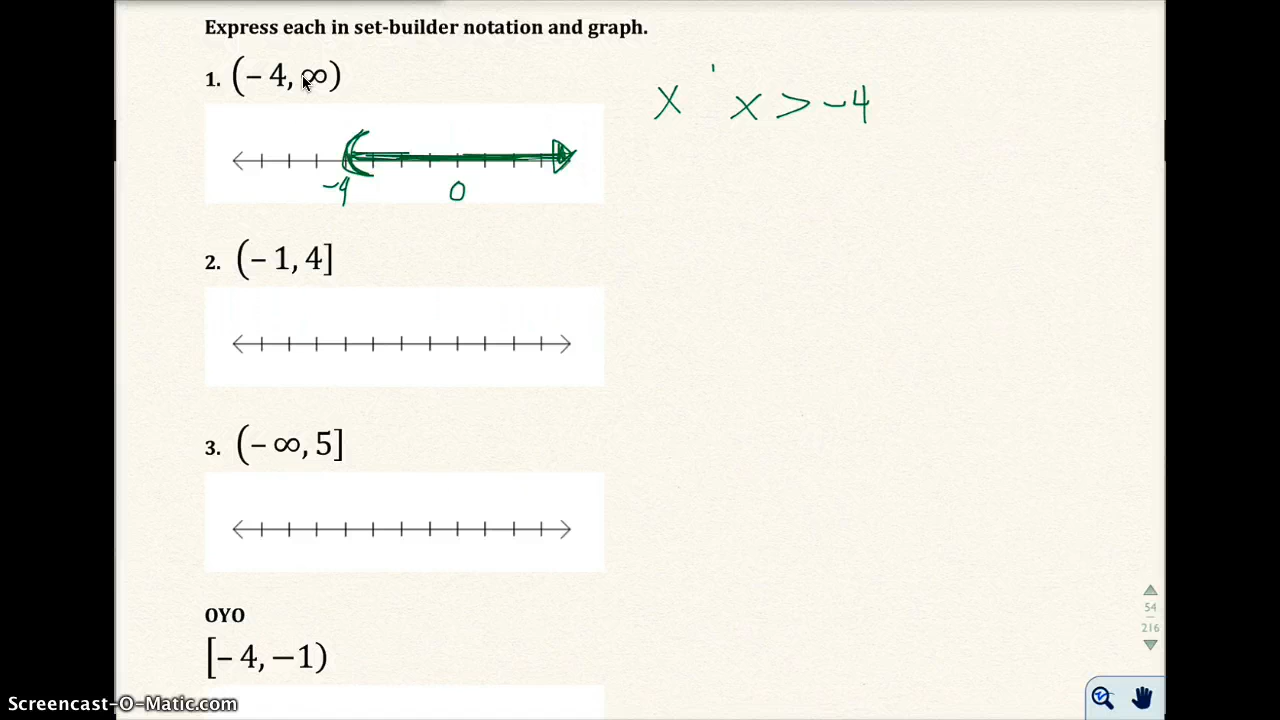 Express each in set-builder notation and graph.
1. (– 4, ∞)
x x > -4
-4 0
2. (– 1, 4]
3. (– ∞, 5]
OYO
[– 4, −1)
54
216
Screencast-O-Matic.com